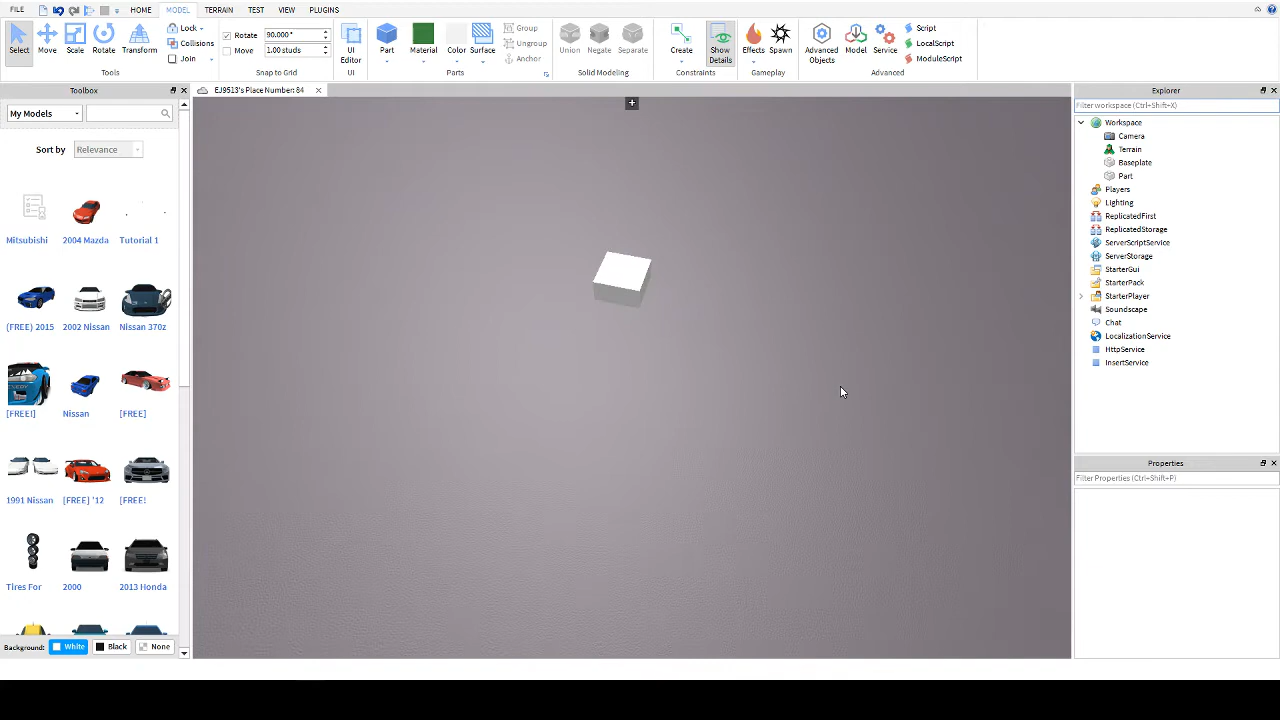 FILE HOME MODEL TERRAIN TEST VIEW PLUGINS
Select Move Scale Rotate Transform
Lock
Collisions
Join
Tools
Rotate 90.000°
Move 1.00 studs
Snap to Grid
UI Editor
UI
Part Material Color Surface
Group
Ungroup
Anchor
Parts
Union Negate Separate
Solid Modeling
Create Show Details
Constraints
Effects Spawn
Gameplay
Advanced Objects Model Service
Script
LocalScript
ModuleScript
Advanced
Toolbox
My Models
Sort by Relevance
Mitsubishi 2004 Mazda Tutorial 1
(FREE) 2015 2002 Nissan Nissan 370z
[FREE!] Nissan [FREE]
1991 Nissan [FREE] '12 [FREE!
Tires For 2000 2013 Honda
Background: White Black None
EJ9513's Place Number: 84
Explorer
Filter workspace (Ctrl+Shift+X)
Workspace
Camera
Terrain
Baseplate
Part
Players
Lighting
ReplicatedFirst
ReplicatedStorage
ServerScriptService
ServerStorage
StarterGui
StarterPack
StarterPlayer
Soundscape
Chat
LocalizationService
HttpService
InsertService
Properties
Filter Properties (Ctrl+Shift+P)